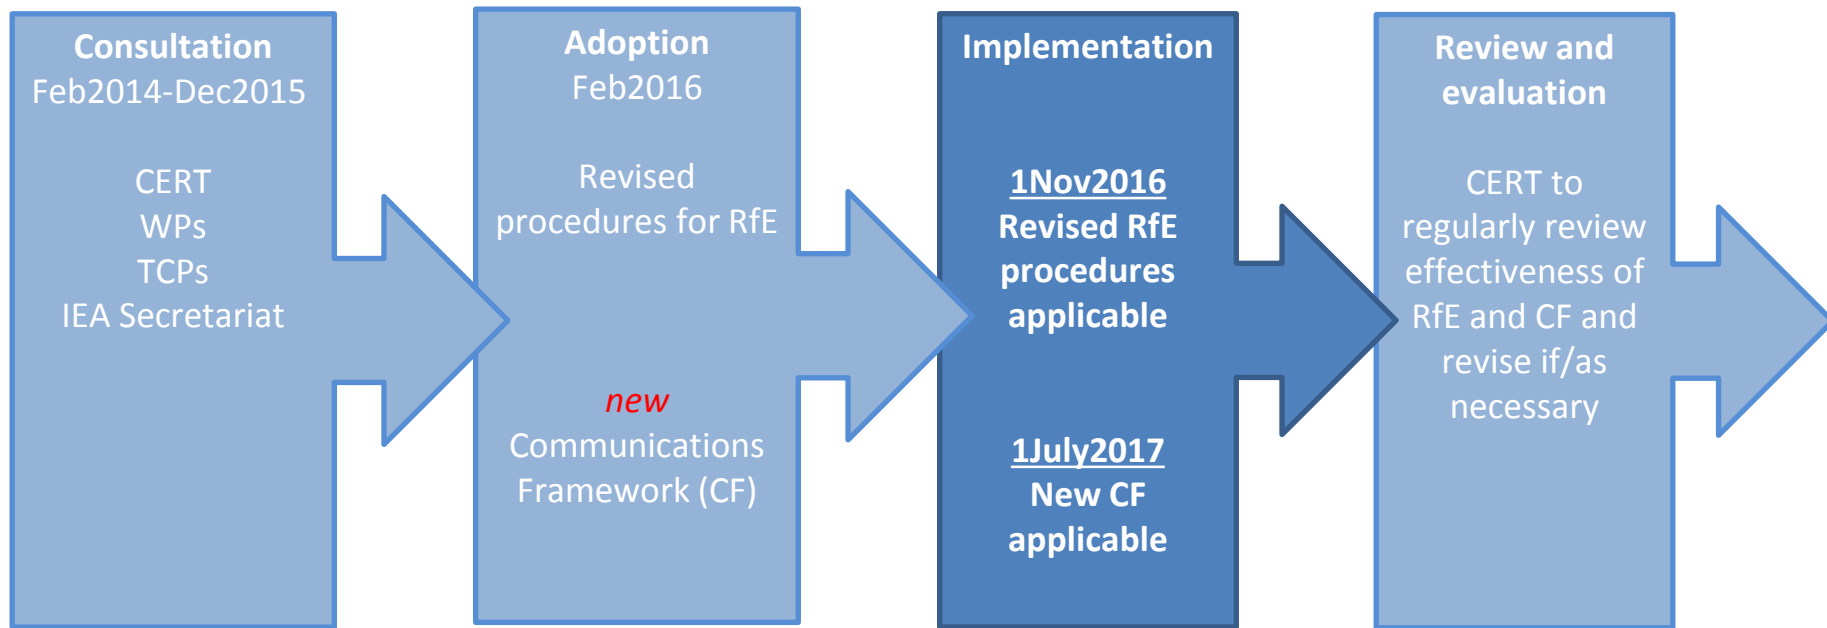 Consultation
Feb2014-Dec2015
CERT
WPs
TCPs
IEA Secretariat
Adoption
Feb2016
Revised
procedures for RfE
new
Communications
Framework (CF)
Implementation
1Nov2016
Revised RfE
procedures
applicable
1July2017
New CF
applicable
Review and
evaluation
CERT to
regularly review
effectiveness of
RfE and CF and
revise if/as
necessary